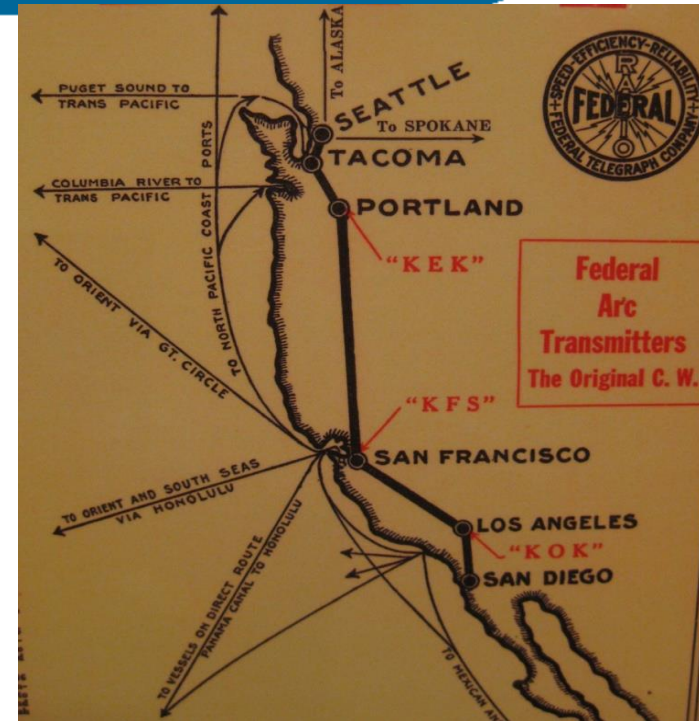 To ALASKA
SEATTLE
PUGET SOUND TO
TRANS PACIFIC
To SPOKANE
TACOMA
COLUMBIA RIVER TO
TRANS PACIFIC
PORTLAND
SPEED-EFFICIENCY-RELIABILITY
R
FEDERAL
O
FEDERAL TELEGRAPH COMPANY
"KEK"
TO NORTH PACIFIC COAST PORTS
TO ORIENT VIA GT. CIRCLE
Federal
Arc
Transmitters
The Original C. W.
"KFS"
SAN FRANCISCO
TO ORIENT AND SOUTH SEAS
VIA HONOLULU
LOS ANGELES
"KOK"
SAN DIEGO
TO VESSELS ON DIRECT ROUTE
PANAMA CANAL TO HONOLULU
TO MEXICAN